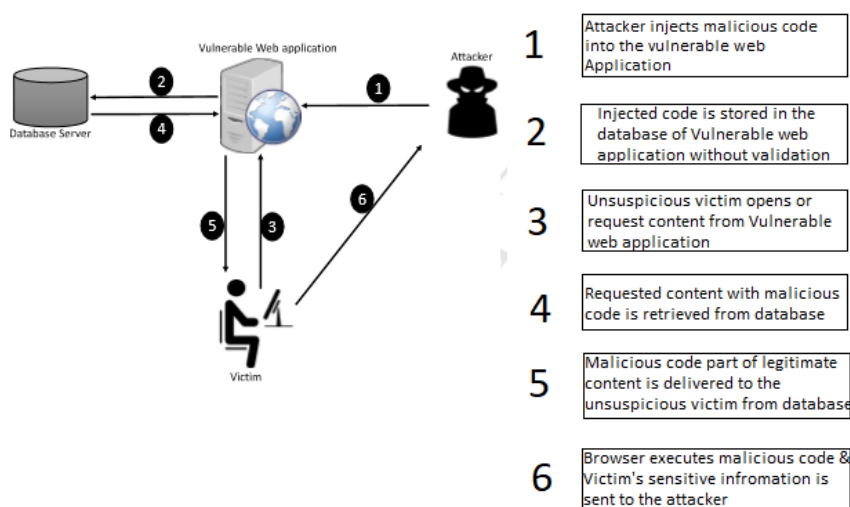 Vulnerable Web application
Attacker
Database Server
Victim
1
2
3
4
5
6
1
Attacker injects malicious code
into the vulnerable web
Application
2
Injected code is stored in the
database of Vulnerable web
application without validation
3
Unsuspicious victim opens or
request content from Vulnerable
web application
4
Requested content with malicious
code is retrieved from database
5
Malicious code part of legitimate
content is delivered to the
unsuspicious victim from database
6
Browser executes malicious code &
Victim's sensitive infromation is
sent to the attacker